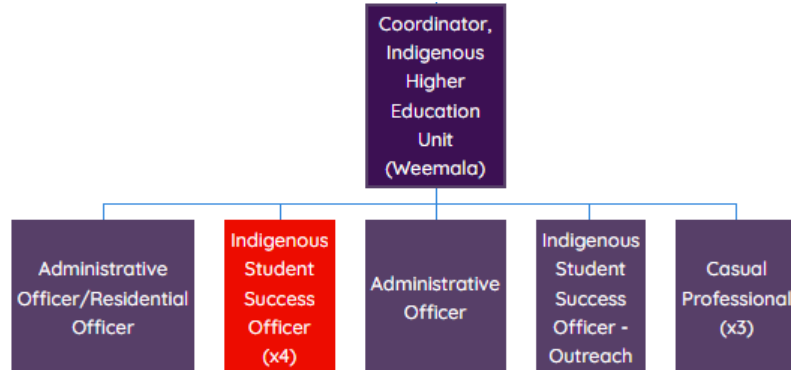 Coordinator,
Indigenous
Higher
Education
Unit
(Weemala)
Administrative
Officer/Residential
Officer
Indigenous
Student
Success
Officer
(x4)
Administrative
Officer
Indigenous
Student
Success
Officer -
Outreach
Casual
Professional
(x3)